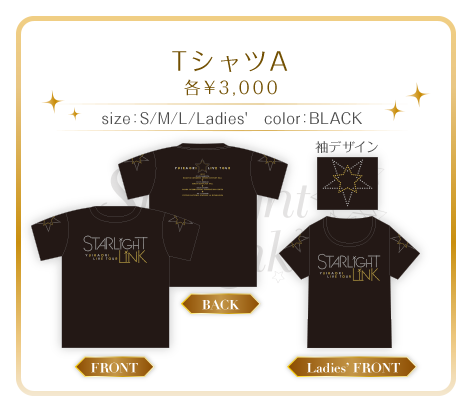 TシャツA
各¥3,000
size:S/M/L/Ladies' color:BLACK
袖デザイン
YUIKAORI LIVE TOUR
STARLIGHT
LINK
YUIKAORI
LIVE TOUR
STARLIGHT
LINK
YUIKAORI
LIVE TOUR
BACK
FRONT
Ladies' FRONT